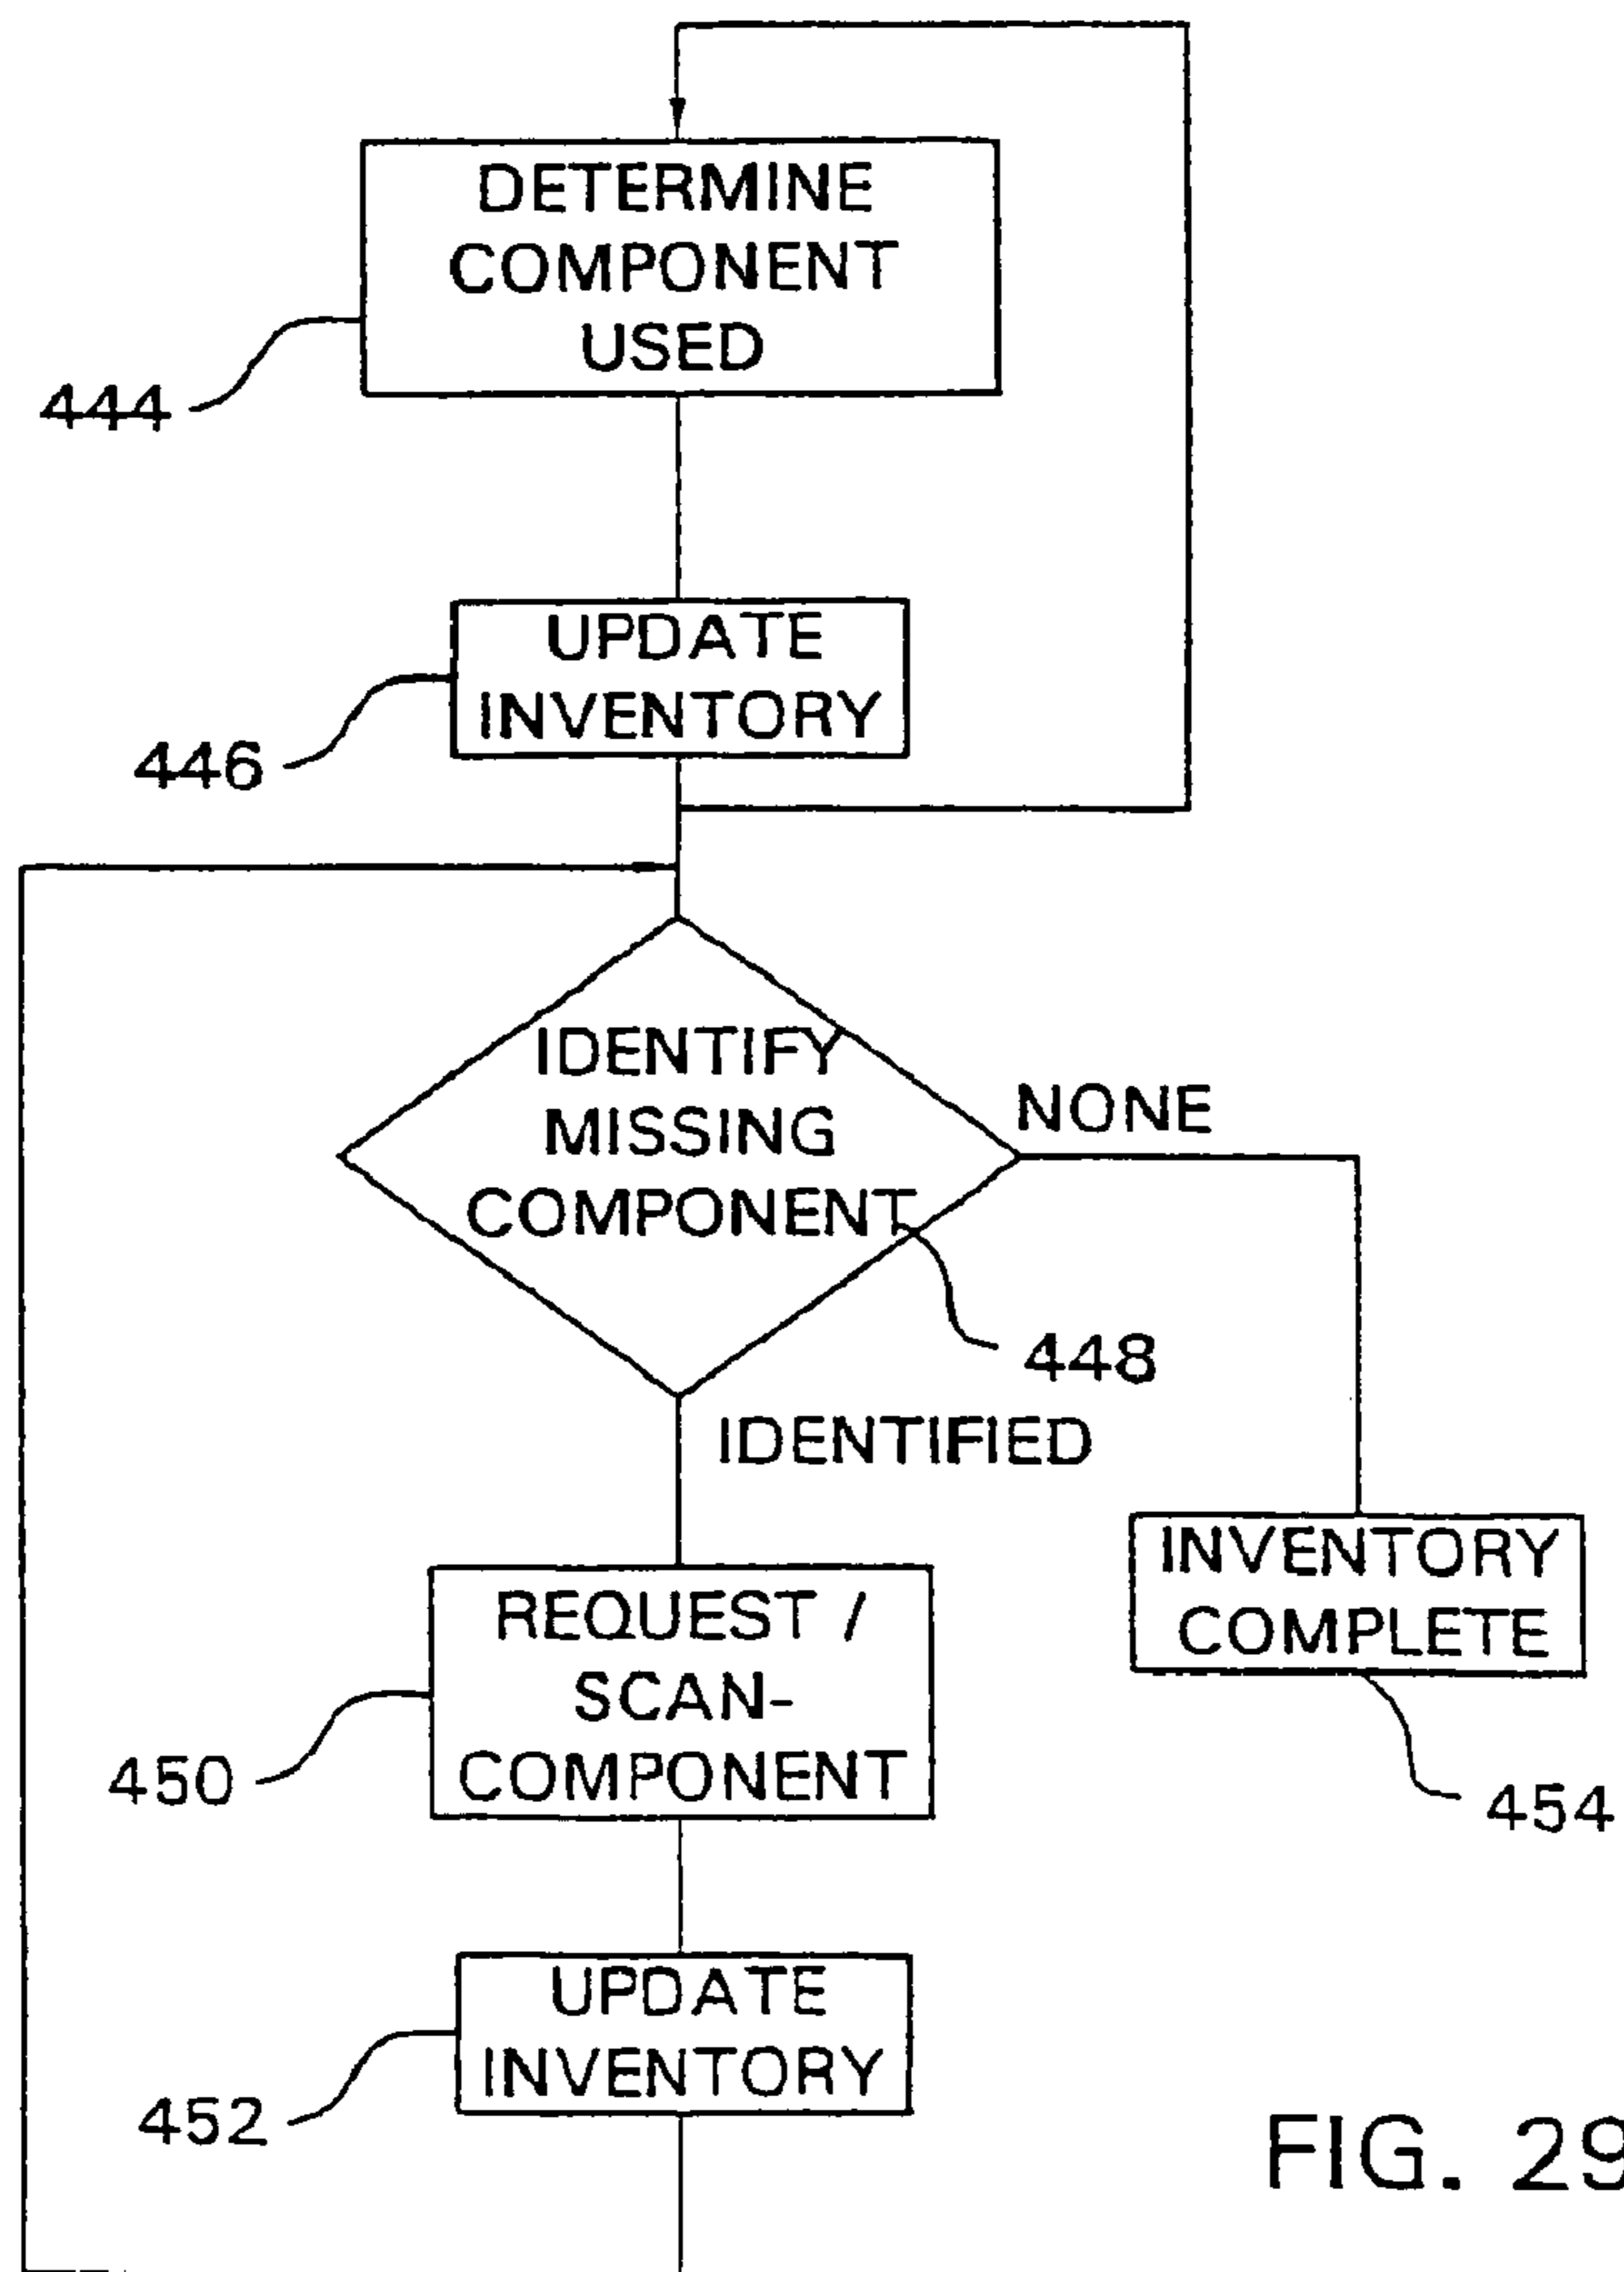 DETERMINE
COMPONENT
USED
444
UPDATE
INVENTORY
446
IDENTIFY
MISSING
COMPONENT
NONE
448
IDENTIFIED
INVENTORY
COMPLETE
454
REQUEST /
SCAN-
COMPONENT
450
UPDATE
INVENTORY
452
FIG. 29